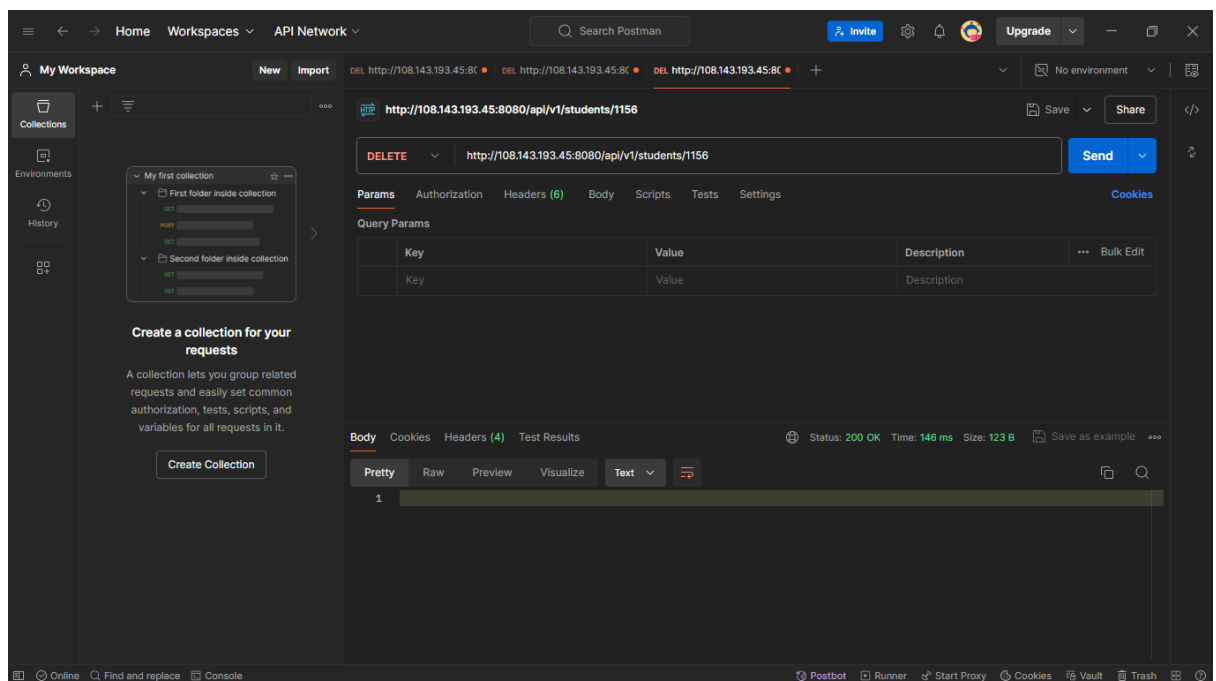 Home Workspaces API Network Search Postman Invite Upgrade
My Workspace New Import DEL http://108.143.193.45:8( DEL http://108.143.193.45:8( DEL http://108.143.193.45:8( No environment
Collections
Environments
History
My first collection
First folder inside collection
GET
POST
GET
Second folder inside collection
GET
GET
Create a collection for your
requests
A collection lets you group related
requests and easily set common
authorization, tests, scripts, and
variables for all requests in it.
Create Collection
HTTP http://108.143.193.45:8080/api/v1/students/1156 Save Share
DELETE http://108.143.193.45:8080/api/v1/students/1156 Send
Params Authorization Headers (6) Body Scripts Tests Settings Cookies
Query Params
Key Value Description Bulk Edit
Key Value Description
Body Cookies Headers (4) Test Results Status: 200 OK Time: 146 ms Size: 123 B Save as example
Pretty Raw Preview Visualize Text
1
Online Find and replace Console Postbot Runner Start Proxy Cookies Vault Trash